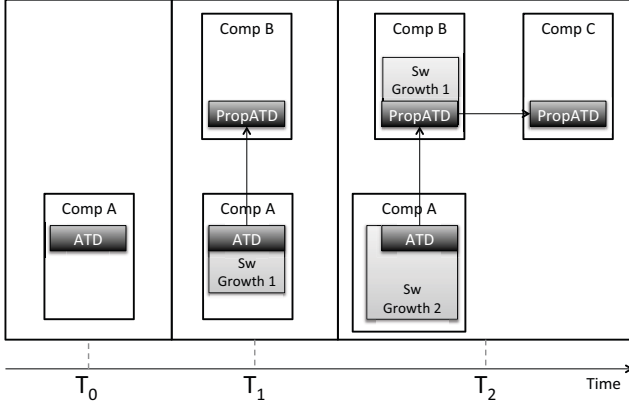 Comp A
ATD
T0
Comp B
PropATD
Comp A
ATD
Sw
Growth 1
T1
Comp B
Sw
Growth 1
PropATD
Comp C
PropATD
Comp A
ATD
Sw
Growth 2
T2
Time